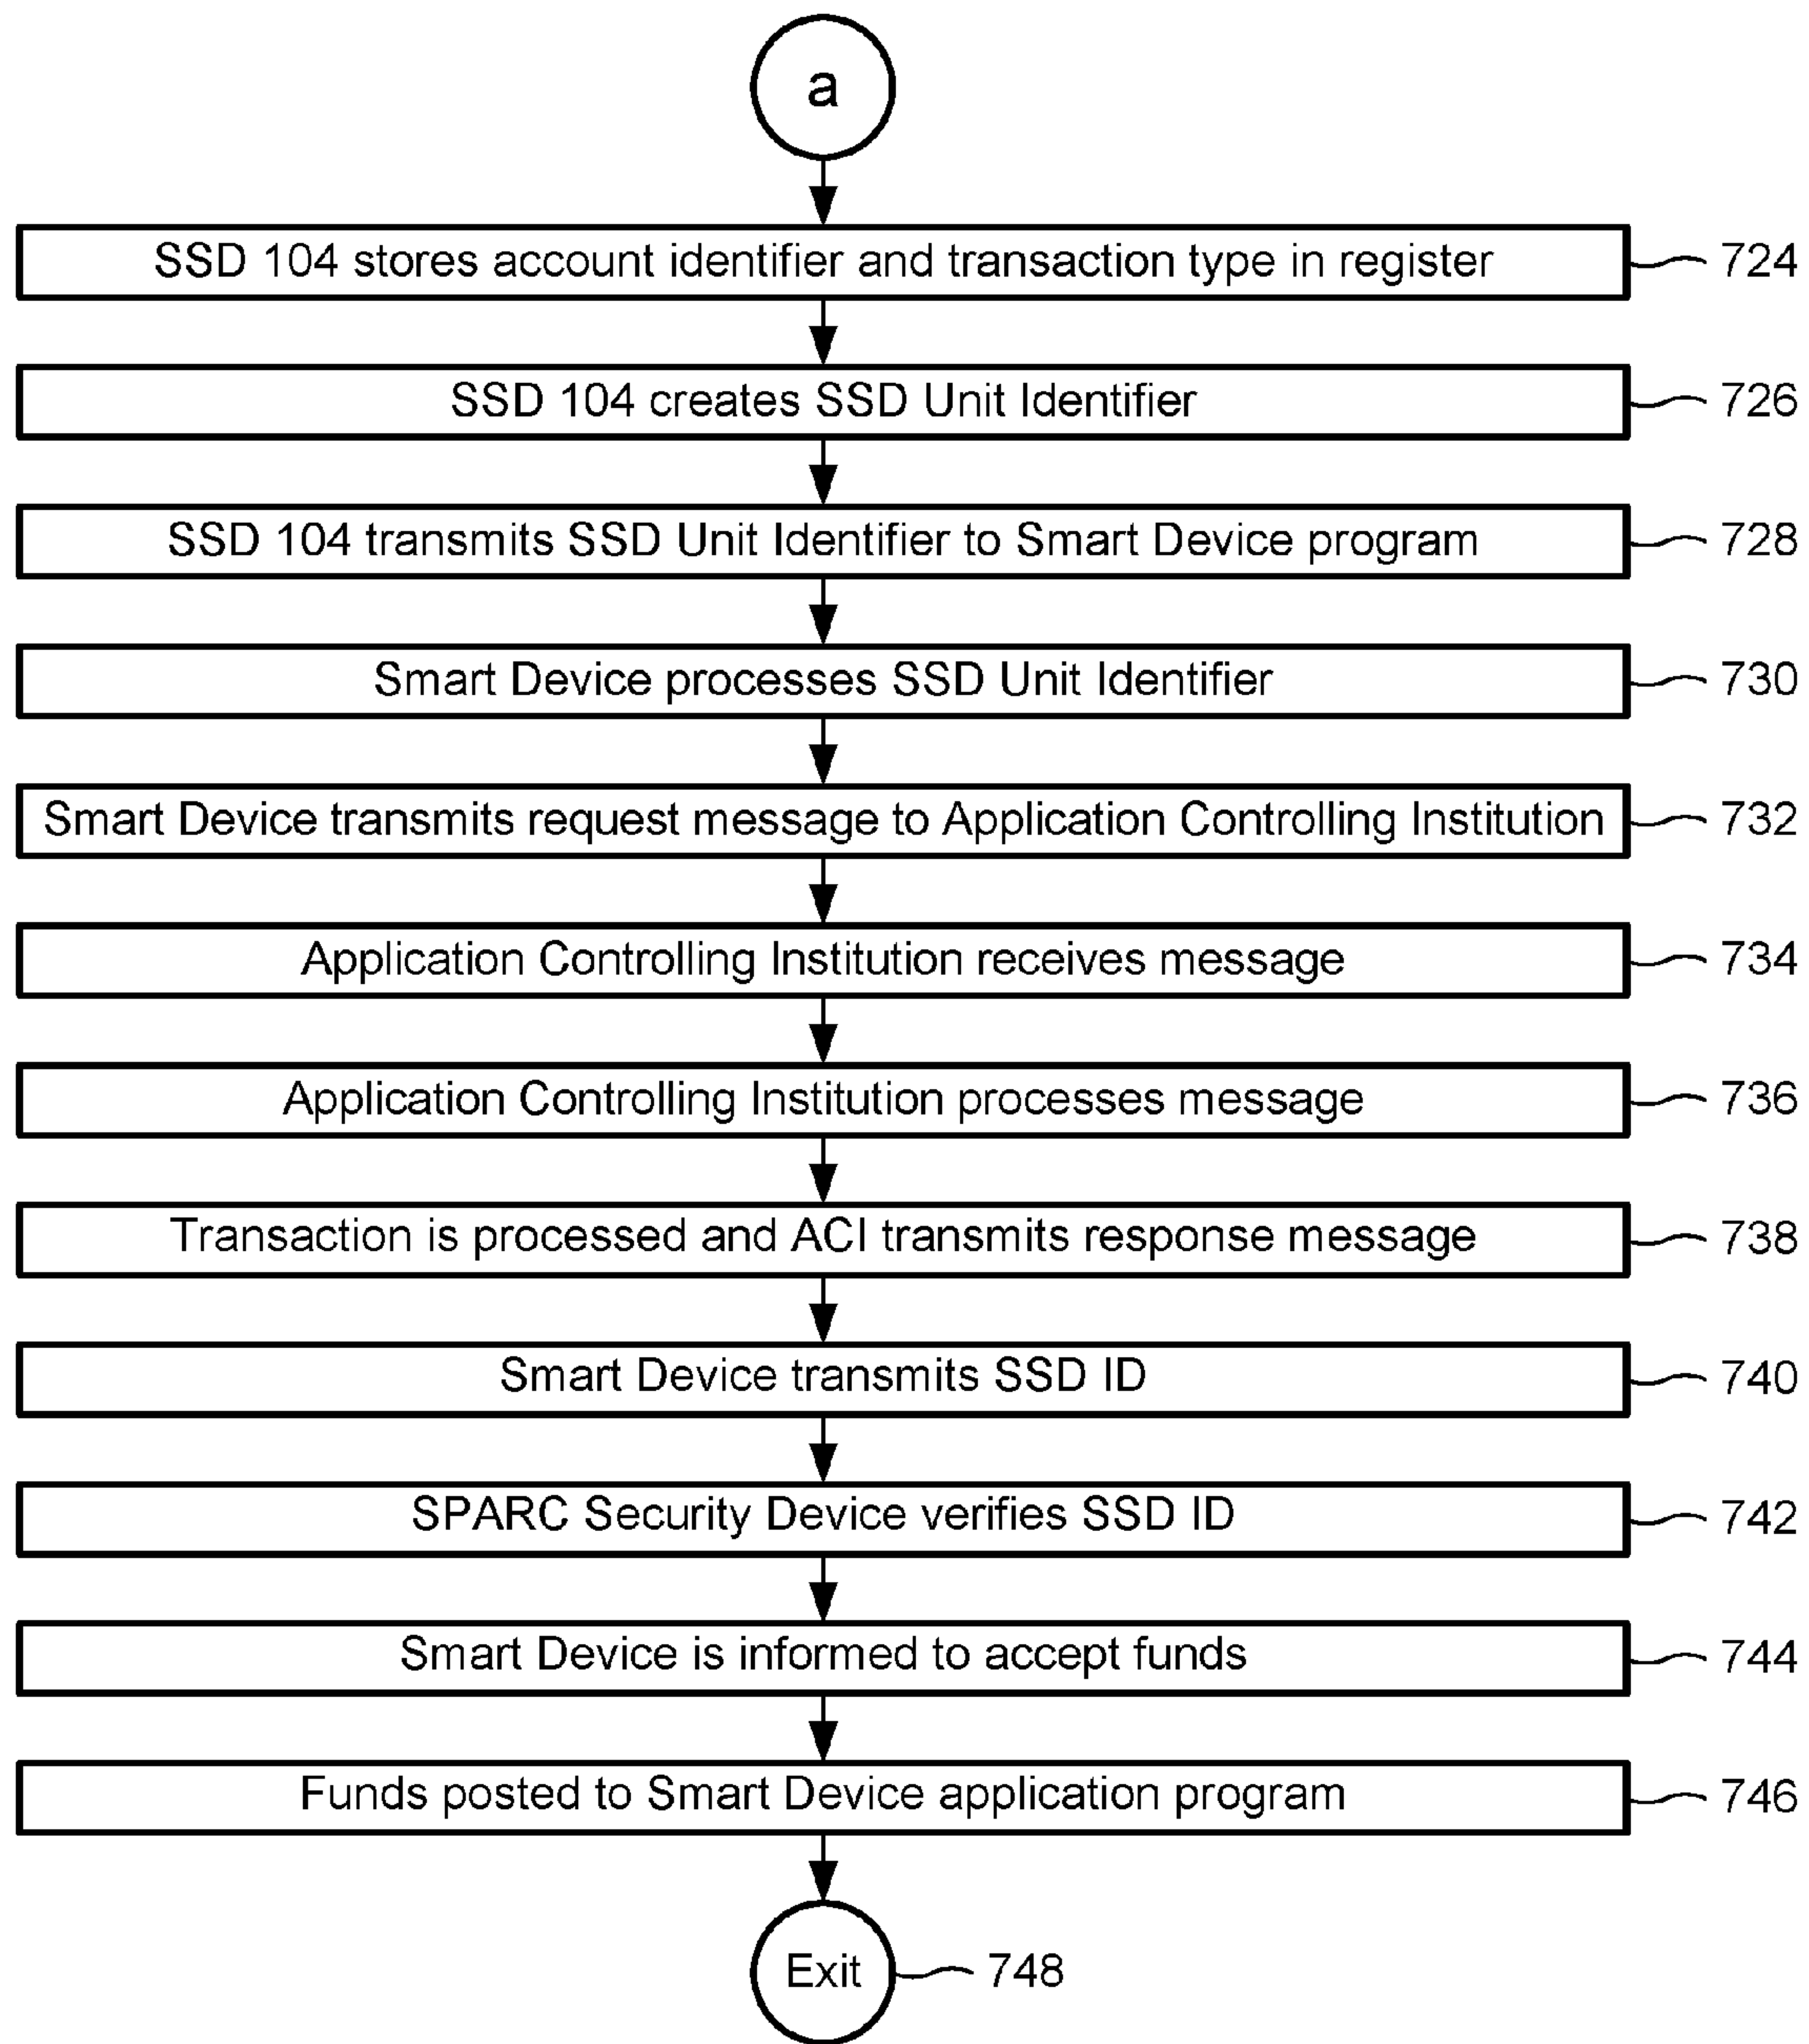 a
SSD 104 stores account identifier and transaction type in register
724
SSD 104 creates SSD Unit Identifier
726
SSD 104 transmits SSD Unit Identifier to Smart Device program
728
Smart Device processes SSD Unit Identifier
730
Smart Device transmits request message to Application Controlling Institution
732
Application Controlling Institution receives message
734
Application Controlling Institution processes message
736
Transaction is processed and ACI transmits response message
738
Smart Device transmits SSD ID
740
SPARC Security Device verifies SSD ID
742
Smart Device is informed to accept funds
744
Funds posted to Smart Device application program
746
Exit
748